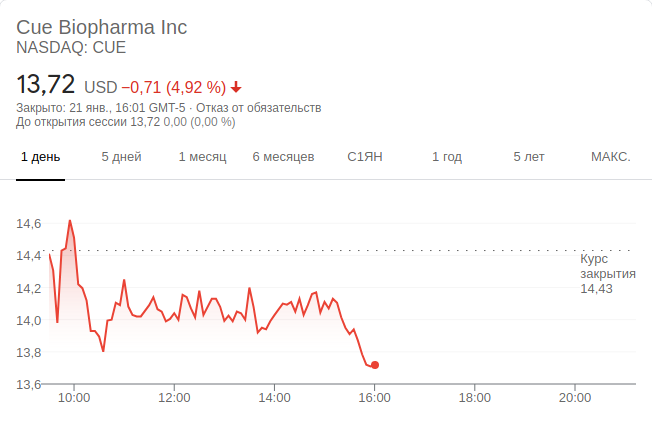 Cue Biopharma Inc
NASDAQ: CUE
13,72 USD −0,71 (4,92 %)
Закрыто: 21 янв., 16:01 GMT-5 · Отказ от обязательств
До открытия сессии 13,72 0,00 (0,00 %)
1 день 5 дней 1 месяц 6 месяцев С1ЯН 1 год 5 лет МАКС.
14,6
14,4
Курс
закрытия
14,43
14,2
14,0
13,8
13,6
10:00 12:00 14:00 16:00 18:00 20:00